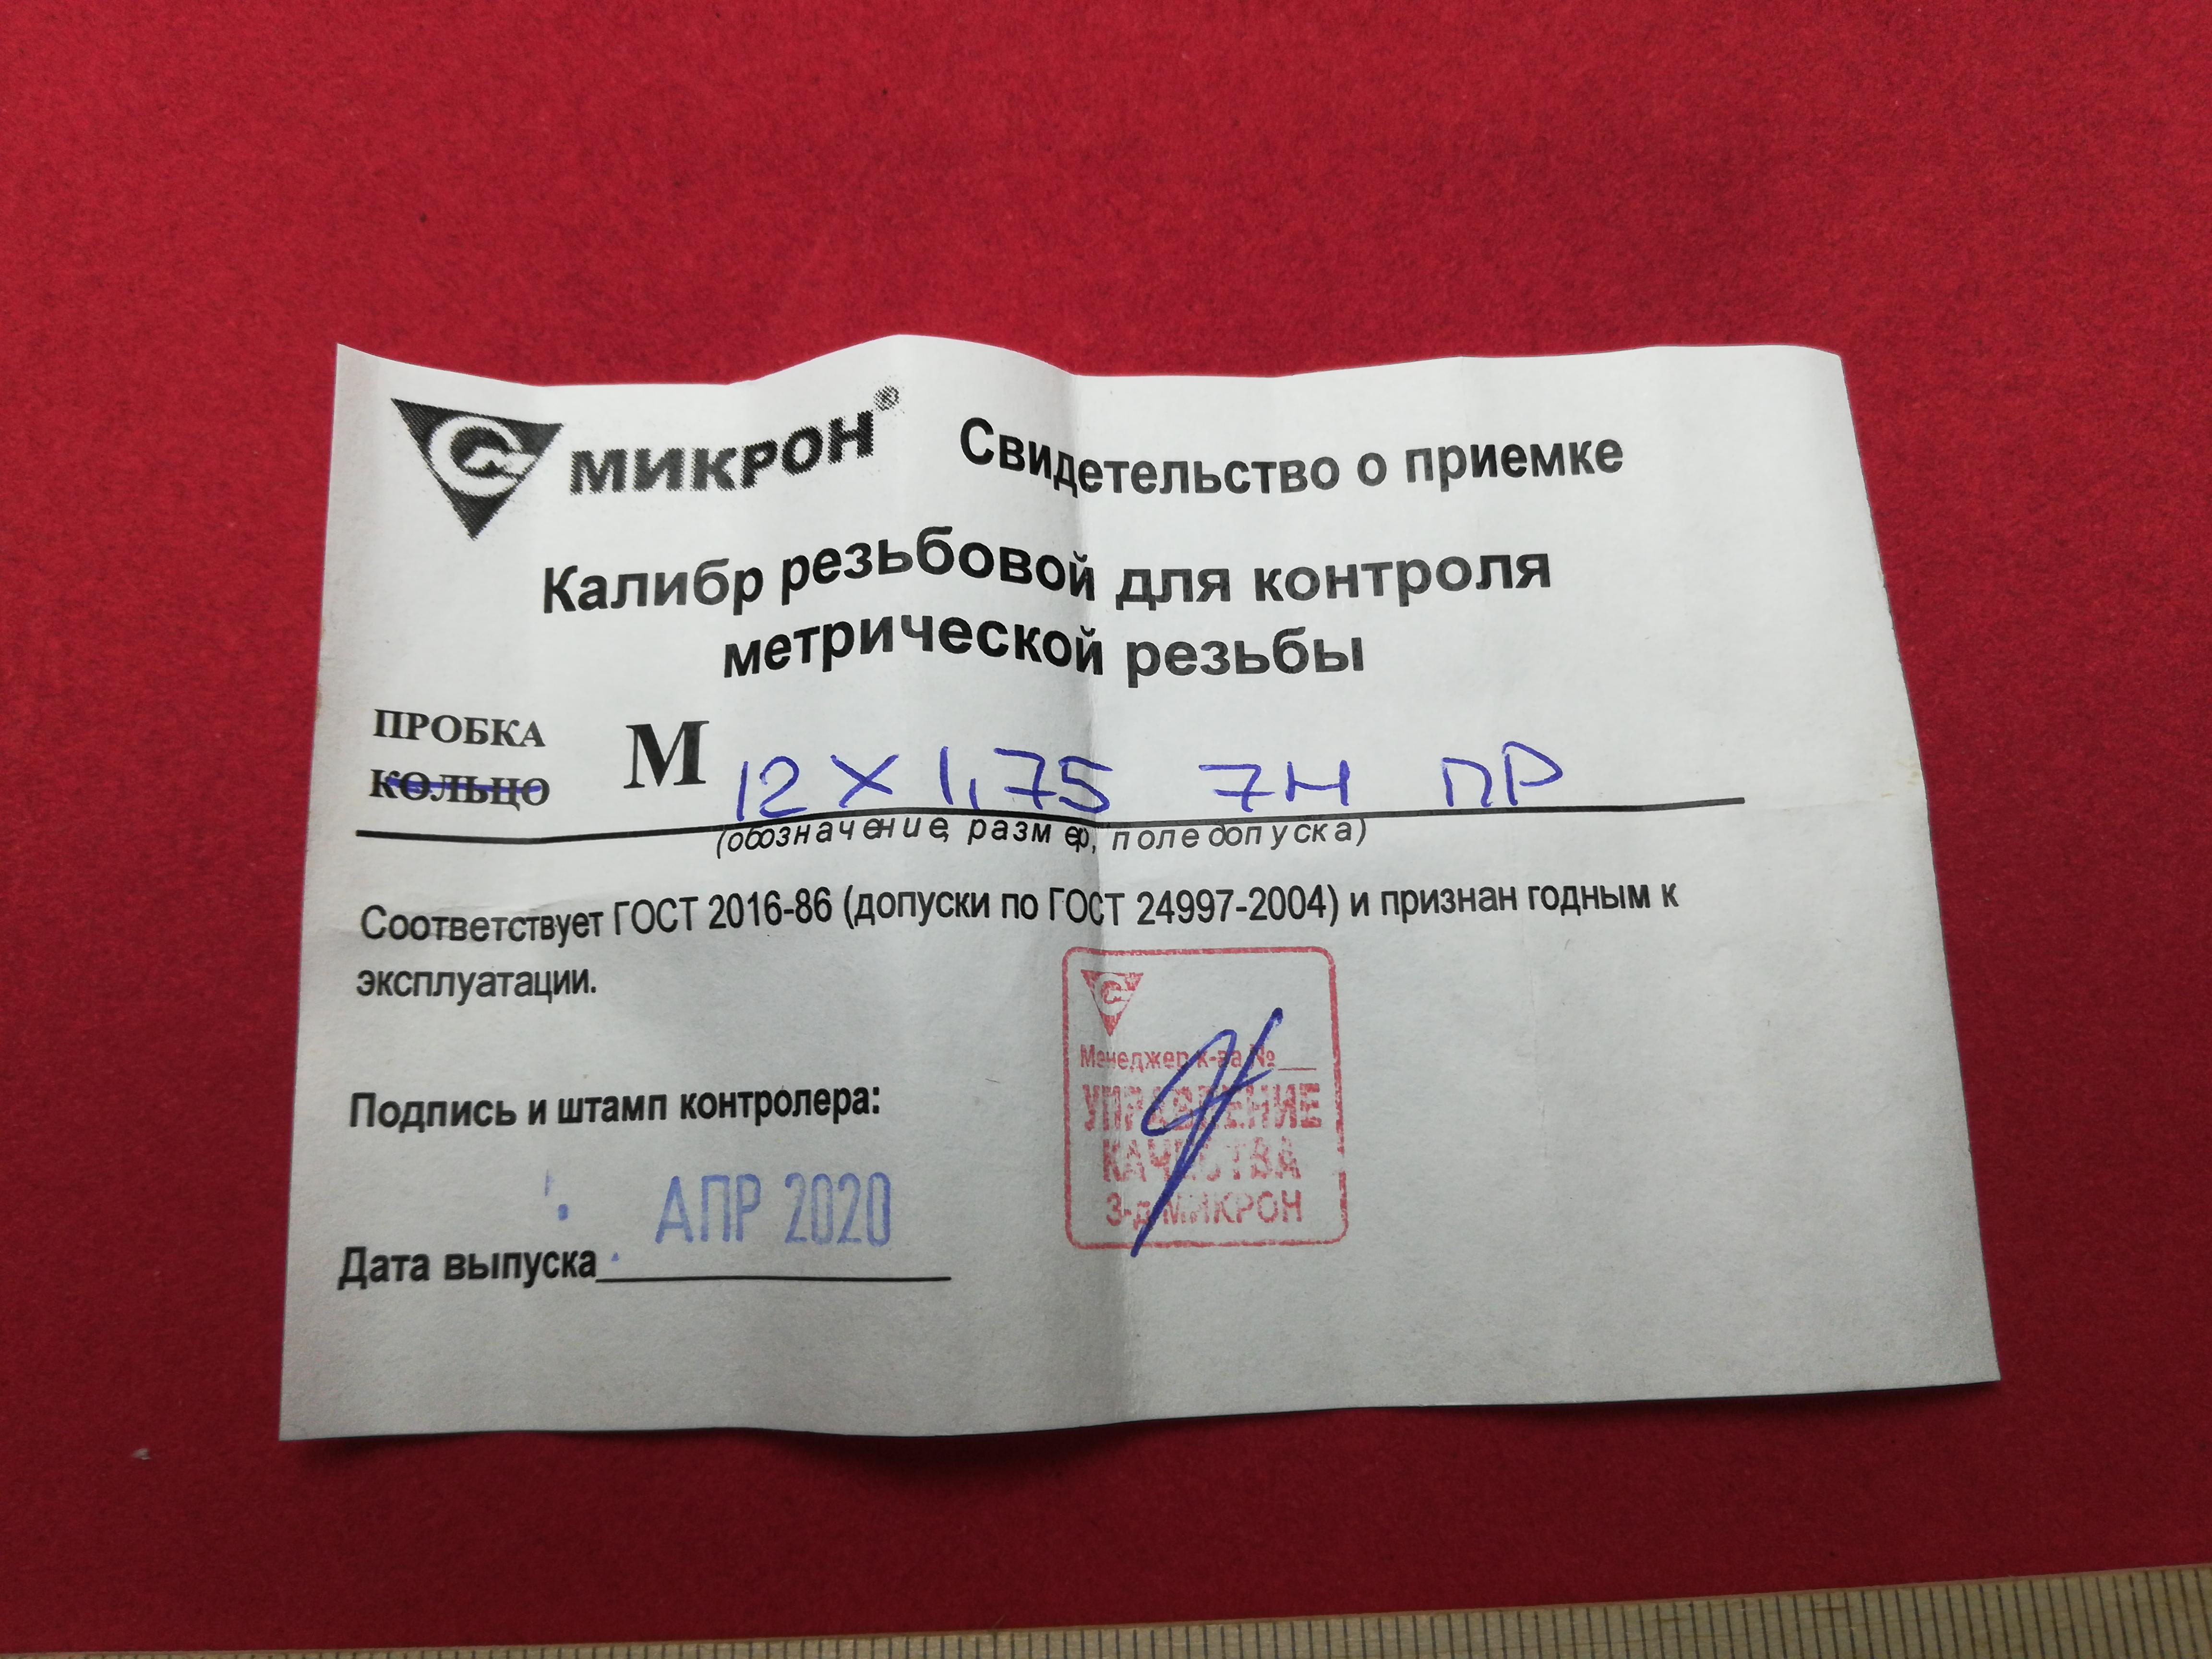 МИКРОН® Свидетельство о приемке
Калибр резьбовой для контроля
метрической резьбы
ПРОБКА
КОЛЬЦО
М 12 х 1,75 7Н ПР
(обозначение, размер, поле допуска)
Соответствует ГОСТ 2016-86 (допуски по ГОСТ 24997-2004) и признан годным к
эксплуатации.
Менеджер к-ва №__
УПРАВЛЕНИЕ
КАЧЕСТВА
З-д МИКРОН
Подпись и штамп контролера:
АПР 2020
Дата выпуска